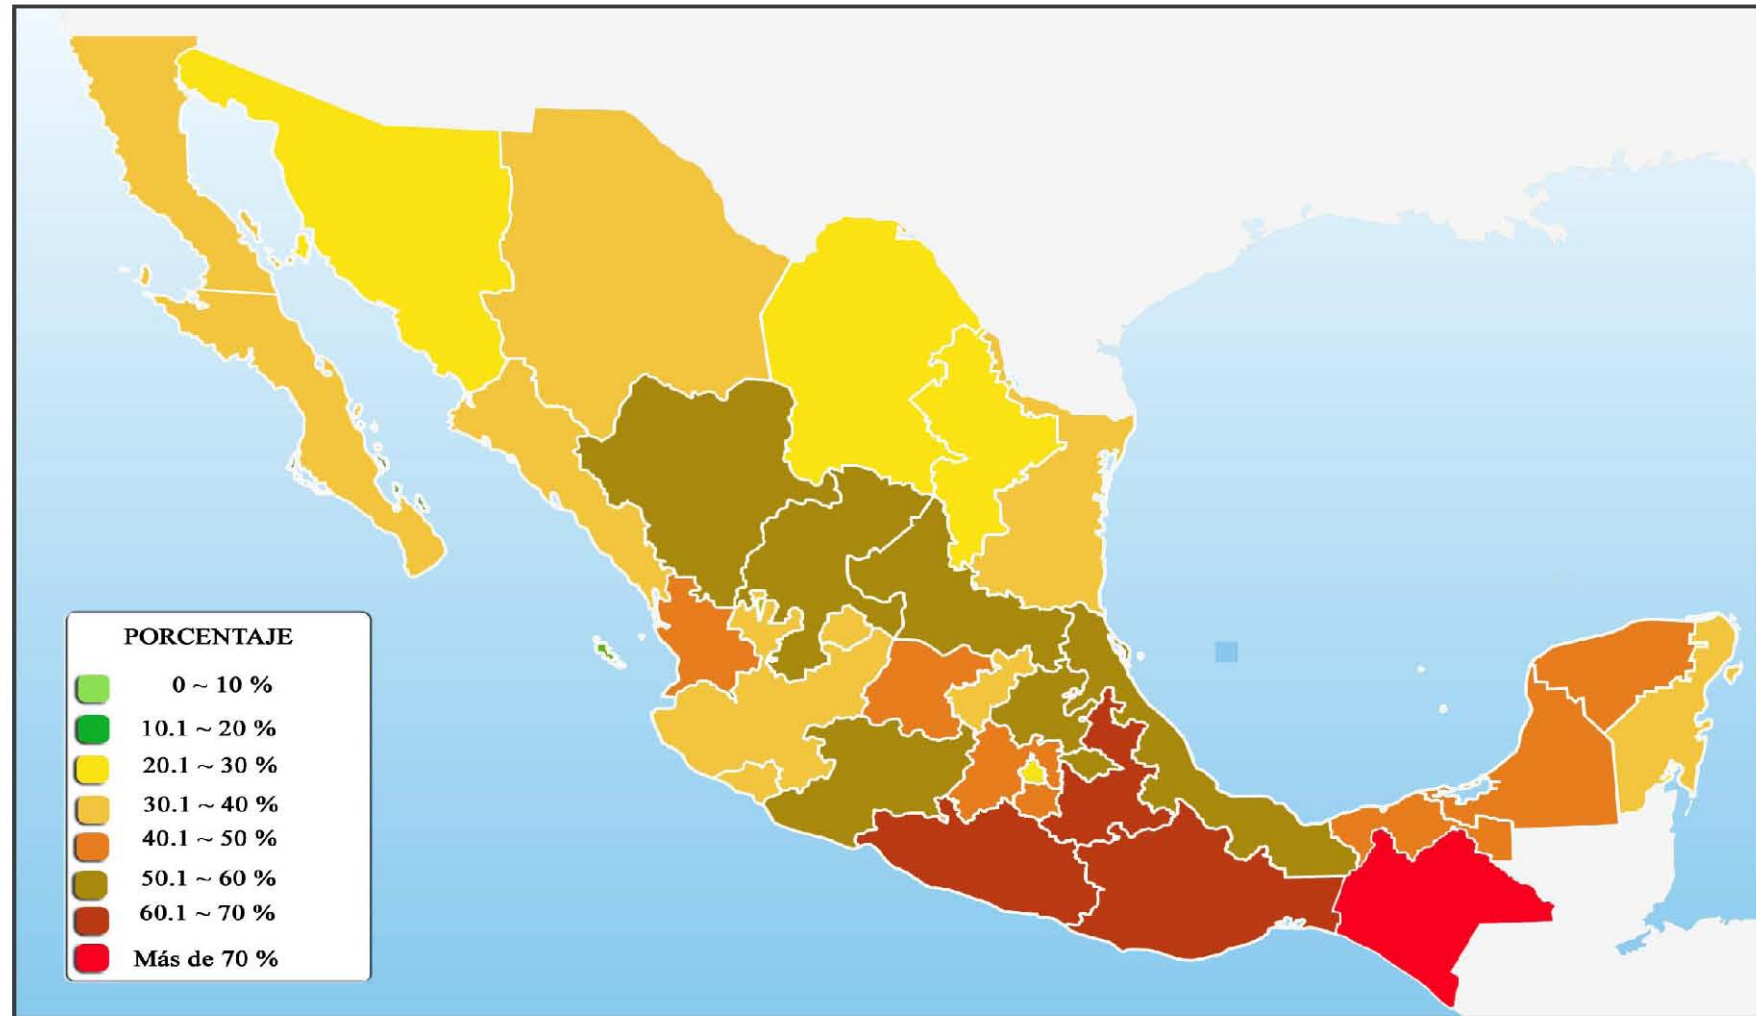 PORCENTAJE
0 ~ 10 %
10.1 ~ 20 %
20.1 ~ 30 %
30.1 ~ 40 %
40.1 ~ 50 %
50.1 ~ 60 %
60.1 ~ 70 %
Más de 70 %